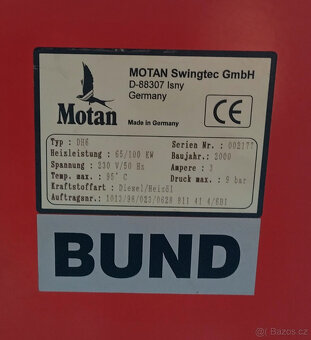 MOTAN Swingtec GmbH
D-88307 Isny
Germany
Motan
Made in Germany
CE
Typ : DH6
Serien Nr. : 002177
Heizleistung : 65/100 KW
Baujahr. : 2000
Spannung : 230 V/50 Hz
Ampere : 3
Temp. max. : 95° C
Druck max. : 9 bar
Kraftstoffart : Diesel/Heizöl
Auftragsnr. :
BUND
Bazos.cz